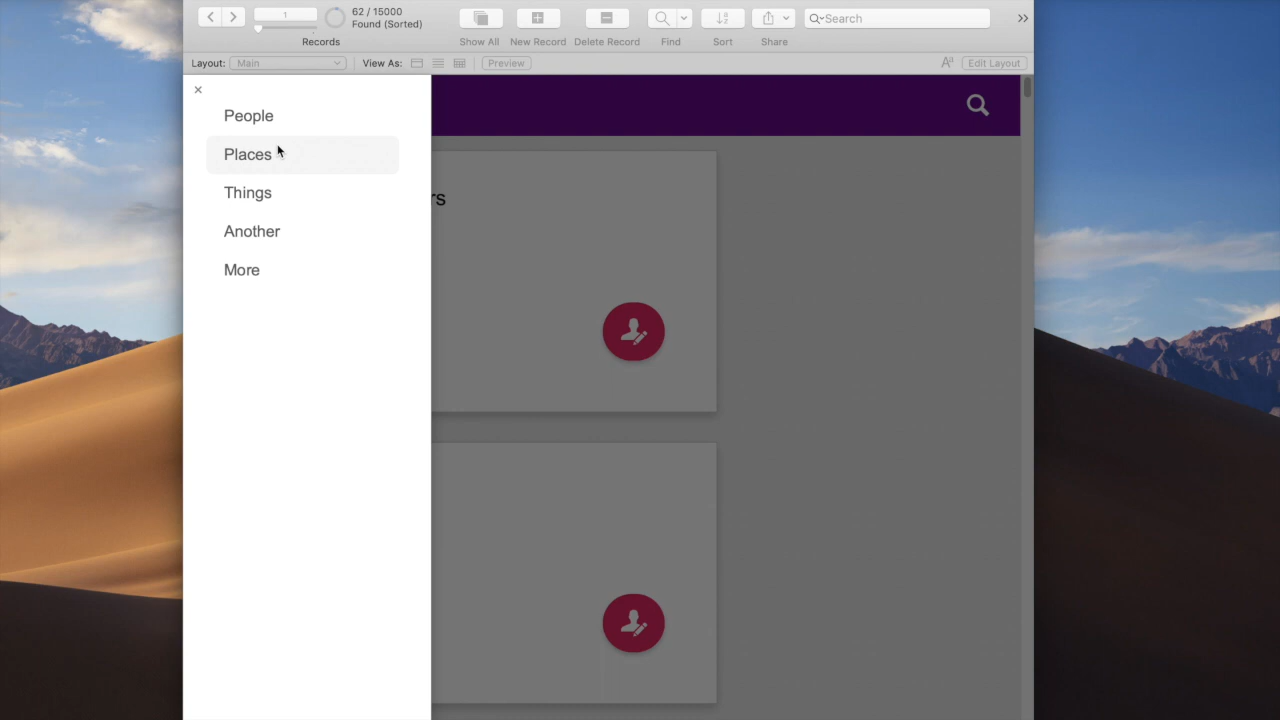 1
62 / 15000
Found (Sorted)
Search
Records
Show All
New Record
Delete Record
Find
Sort
Share
Layout:
Main
View As:
Preview
Edit Layout
People
Places
Things
Another
More
rs